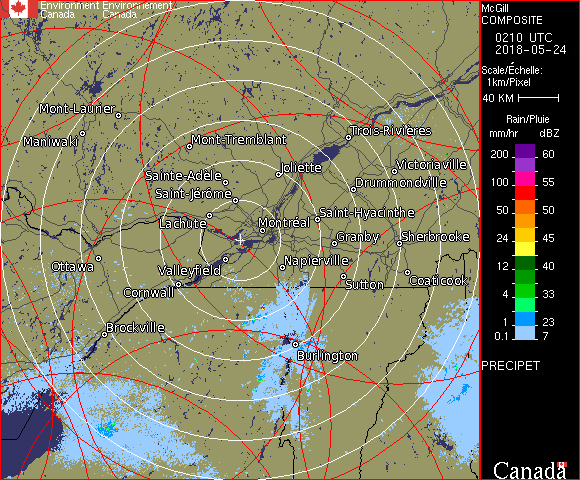 Environment Environnement
Canada Canada
Mont-Laurier
Maniwaki
Mont-Tremblant
Trois-Rivières
Joliette
Victoriaville
Sainte-Adèle
Drummondville
Saint-Jérôme
Lachute
Saint-Hyacinthe
Montréal
Granby
Sherbrooke
Ottawa
Valleyfield
Napierville
Sutton
Coaticook
Cornwall
Brockville
Burlington
McGill
COMPOSITE
0210 UTC
2018-05-24
Scale/Échelle:
1km/Pixel
40 KM
Rain/Pluie
mm/hr dBZ
200 60
100 55
50 50
24 45
12 40
4 33
1 23
0.1 7
PRECIPET
Canada